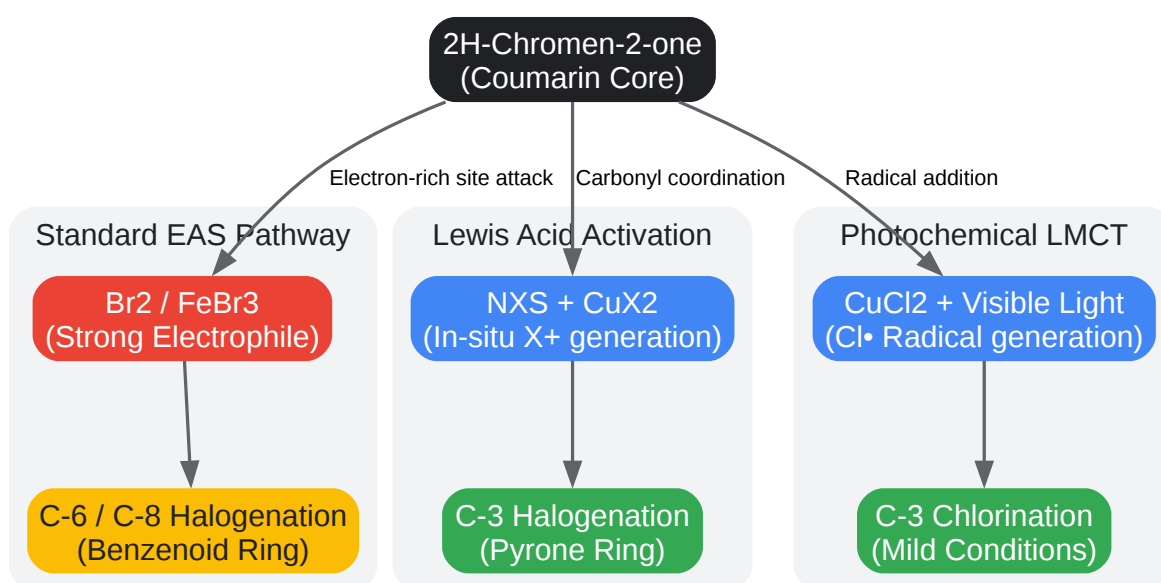 2H-Chromen-2-one
(Coumarin Core)
Electron-rich site attack
Carbonyl coordination
Radical addition
Standard EAS Pathway
Lewis Acid Activation
Photochemical LMCT
Br2 / FeBr3
(Strong Electrophile)
NXS + CuX2
(In-situ X+ generation)
CuCl2 + Visible Light
(Cl• Radical generation)
C-6 / C-8 Halogenation
(Benzenoid Ring)
C-3 Halogenation
(Pyrone Ring)
C-3 Chlorination
(Mild Conditions)